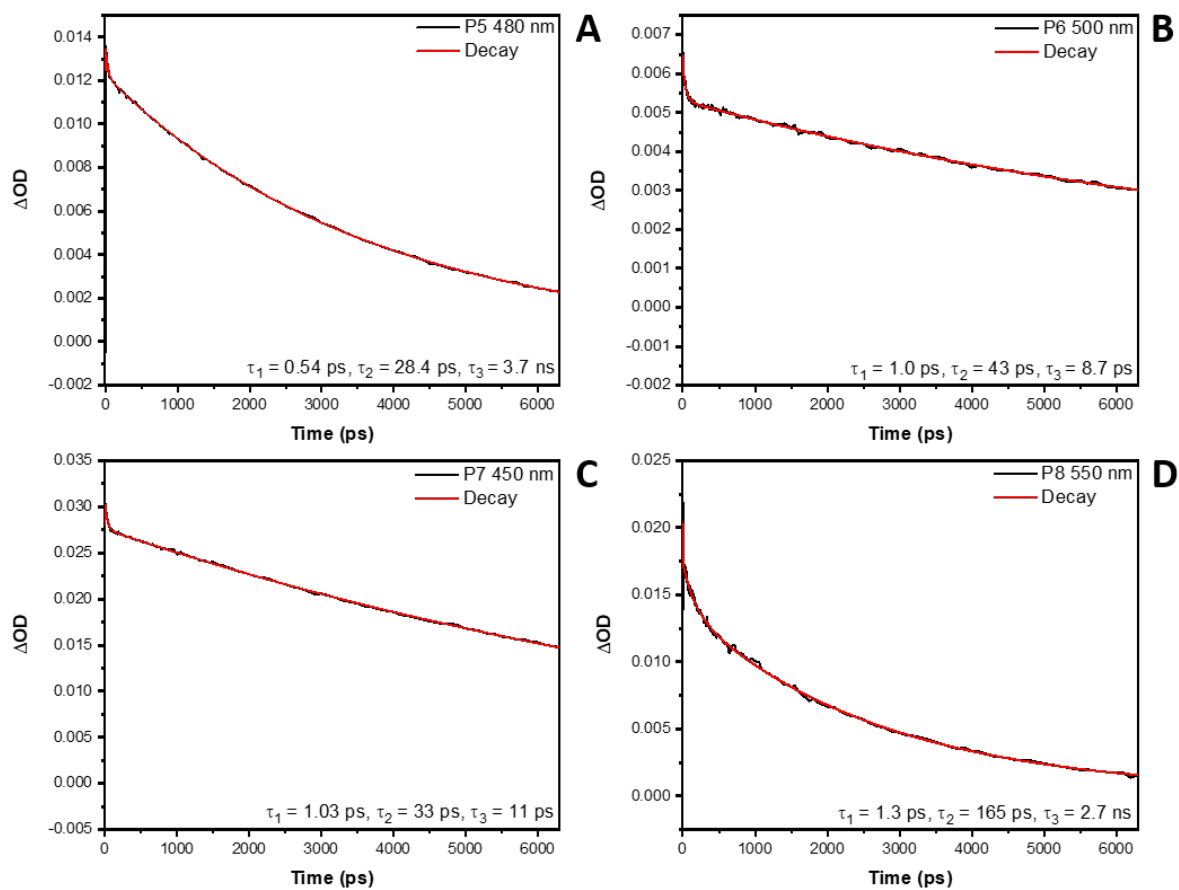 A
P5 480 nm
Decay
ΔOD
0.014
0.012
0.010
0.008
0.006
0.004
0.002
0.000
-0.002
τ1 = 0.54 ps, τ2 = 28.4 ps, τ3 = 3.7 ns
0 1000 2000 3000 4000 5000 6000
Time (ps)
B
P6 500 nm
Decay
ΔOD
0.007
0.006
0.005
0.004
0.003
0.002
0.001
0.000
-0.001
-0.002
τ1 = 1.0 ps, τ2 = 43 ps, τ3 = 8.7 ps
0 1000 2000 3000 4000 5000 6000
Time (ps)
C
P7 450 nm
Decay
ΔOD
0.035
0.030
0.025
0.020
0.015
0.010
0.005
0.000
-0.005
τ1 = 1.03 ps, τ2 = 33 ps, τ3 = 11 ps
0 1000 2000 3000 4000 5000 6000
Time (ps)
D
P8 550 nm
Decay
ΔOD
0.025
0.020
0.015
0.010
0.005
0.000
τ1 = 1.3 ps, τ2 = 165 ps, τ3 = 2.7 ns
0 1000 2000 3000 4000 5000 6000
Time (ps)